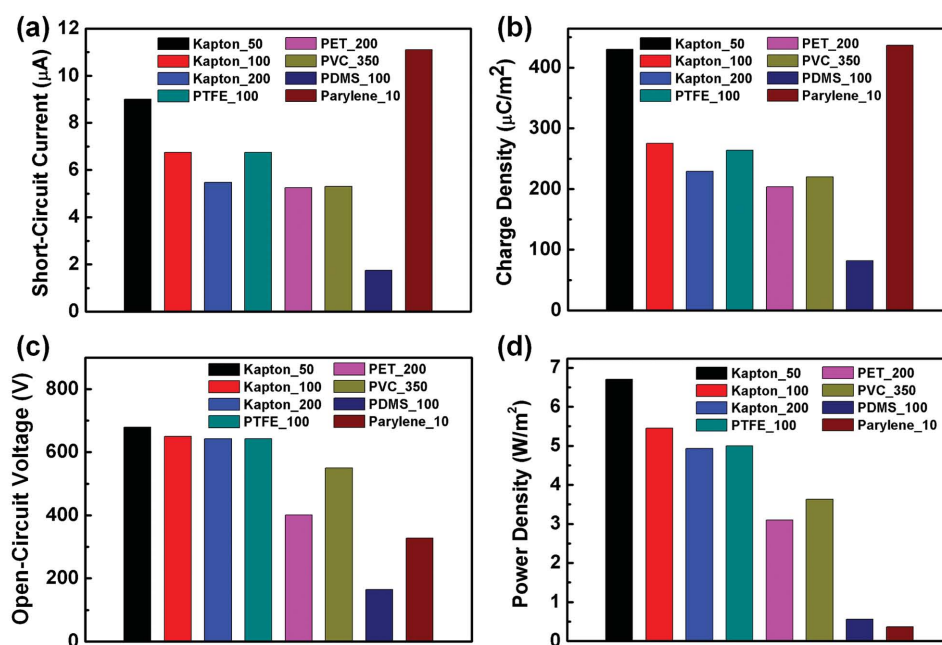 (a)
Short-Circuit Current (μA)
12
10
8
6
4
2
0
Kapton_50
Kapton_100
Kapton_200
PTFE_100
PET_200
PVC_350
PDMS_100
Parylene_10
(b)
Charge Density (μC/m²)
400
300
200
100
0
Kapton_50
Kapton_100
Kapton_200
PTFE_100
PET_200
PVC_350
PDMS_100
Parylene_10
(c)
Open-Circuit Voltage (V)
800
600
400
200
0
Kapton_50
Kapton_100
Kapton_200
PTFE_100
PET_200
PVC_350
PDMS_100
Parylene_10
(d)
Power Density (W/m²)
7
6
5
4
3
2
1
0
Kapton_50
Kapton_100
Kapton_200
PTFE_100
PET_200
PVC_350
PDMS_100
Parylene_10